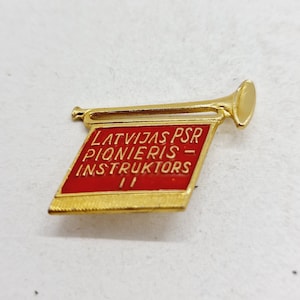 LATVIJAS PSR
PIONIERIS –
INSTRUKTORS
II